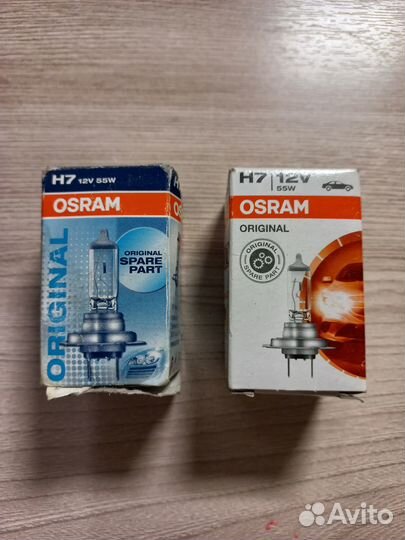 H7 12V 55W
OSRAM
ORIGINAL
ORIGINAL
SPARE
PART
H7 12V
55W
OSRAM
ORIGINAL
ORIGINAL
SPARE PART
Avito